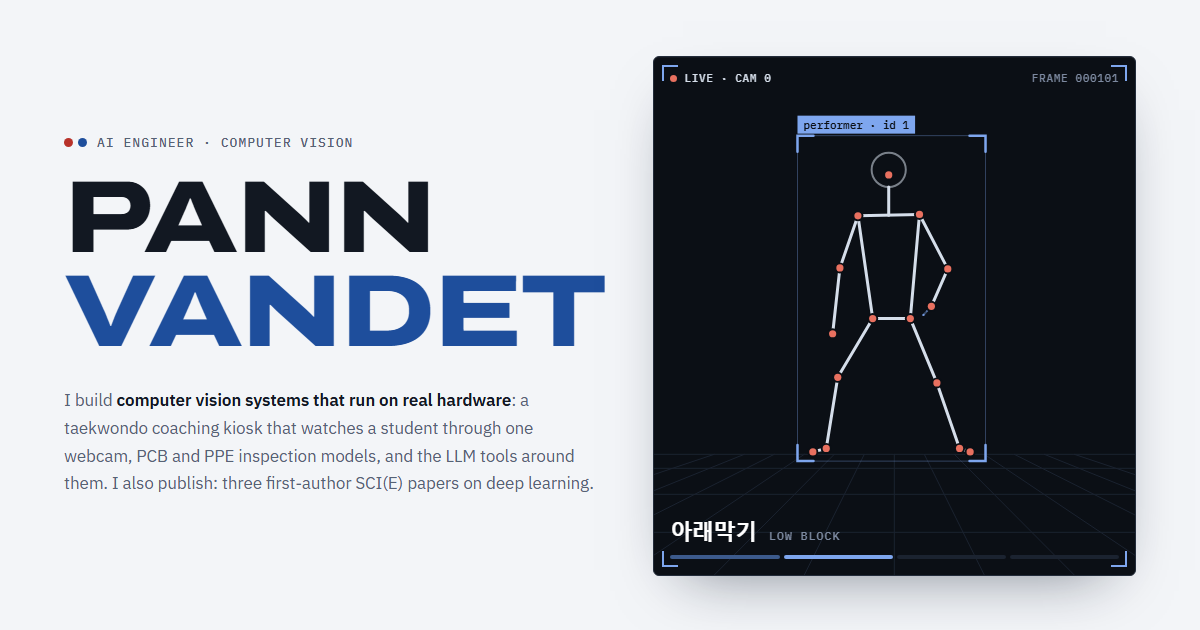 AI ENGINEER · COMPUTER VISION
PANN
VANDET
I build computer vision systems that run on real hardware: a
taekwondo coaching kiosk that watches a student through one
webcam, PCB and PPE inspection models, and the LLM tools around
them. I also publish: three first-author SCI(E) papers on deep learning.
LIVE · CAM 0
FRAME 000101
performer · id 1
아래막기 LOW BLOCK